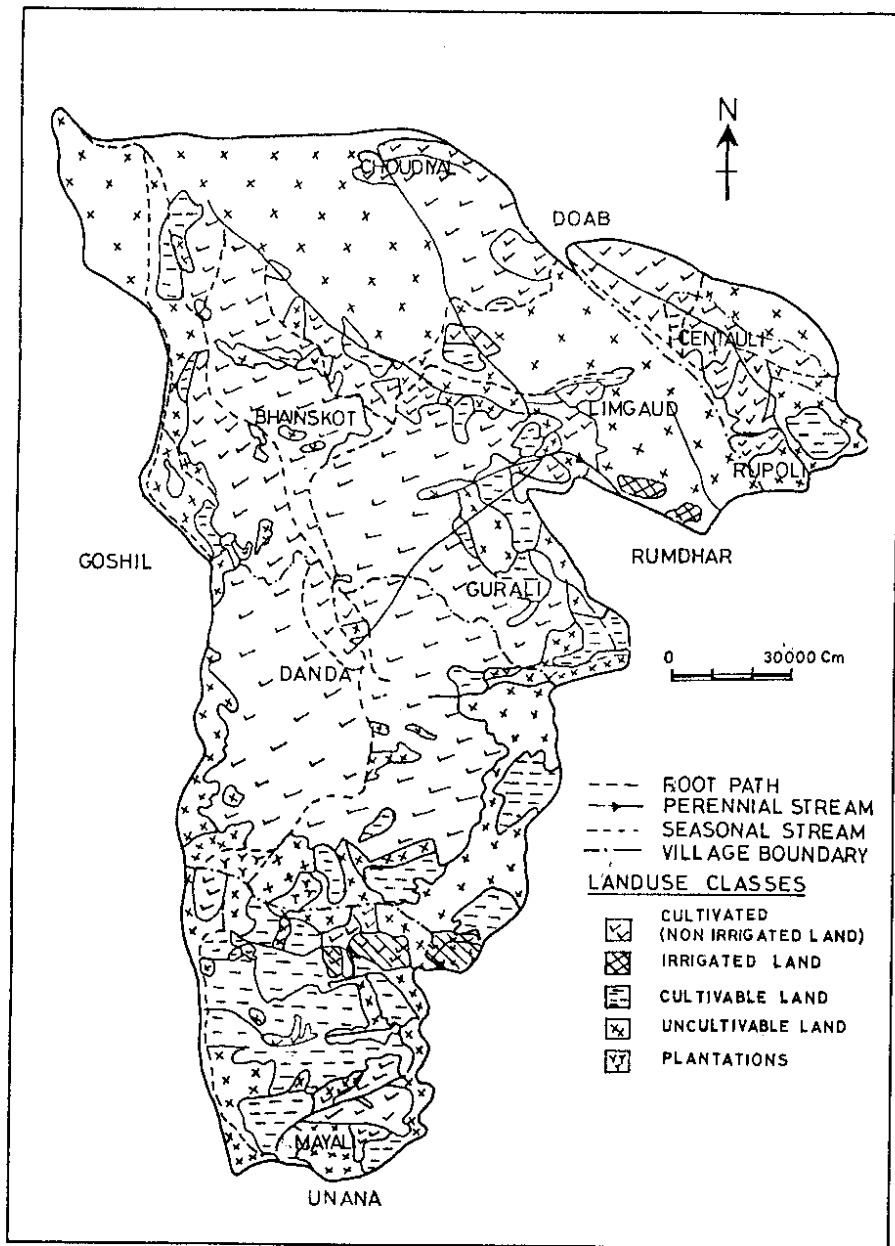 N
CHOUDIYAL
DOAB
CENTAULI
BHAINSKOT
LIMGAUD
RUPOLI
GOSHIL
RUMDHAR
GURALI
0 30000 Cm
DANDA
ROOT PATH
PERENNIAL STREAM
SEASONAL STREAM
VILLAGE BOUNDARY
LANDUSE CLASSES
CULTIVATED
(NON IRRIGATED LAND)
IRRIGATED LAND
CULTIVABLE LAND
UNCULTIVABLE LAND
PLANTATIONS
MAYALI
UNANA